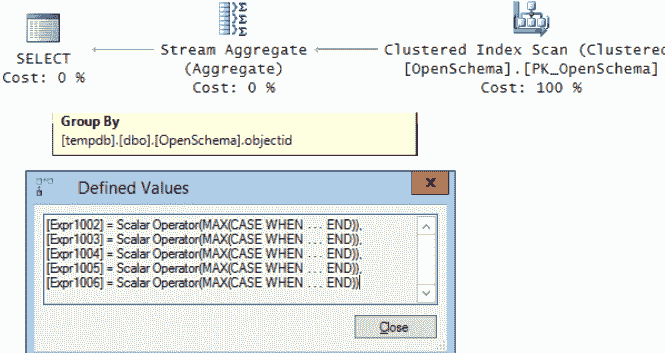 SELECT
Cost: 0 %
Stream Aggregate
(Aggregate)
Cost: 0 %
Clustered Index Scan (Clustered
[OpenSchema].[PK_OpenSchema]
Cost: 100 %
Group By
[tempdb].[dbo].[OpenSchema].objectid
Defined Values
x
[Expr1002] = Scalar Operator(MAX(CASE WHEN ... END)),
[Expr1003] = Scalar Operator(MAX(CASE WHEN ... END)),
[Expr1004] = Scalar Operator(MAX(CASE WHEN ... END)),
[Expr1005] = Scalar Operator(MAX(CASE WHEN ... END)),
[Expr1006] = Scalar Operator(MAX(CASE WHEN ... END))
Close